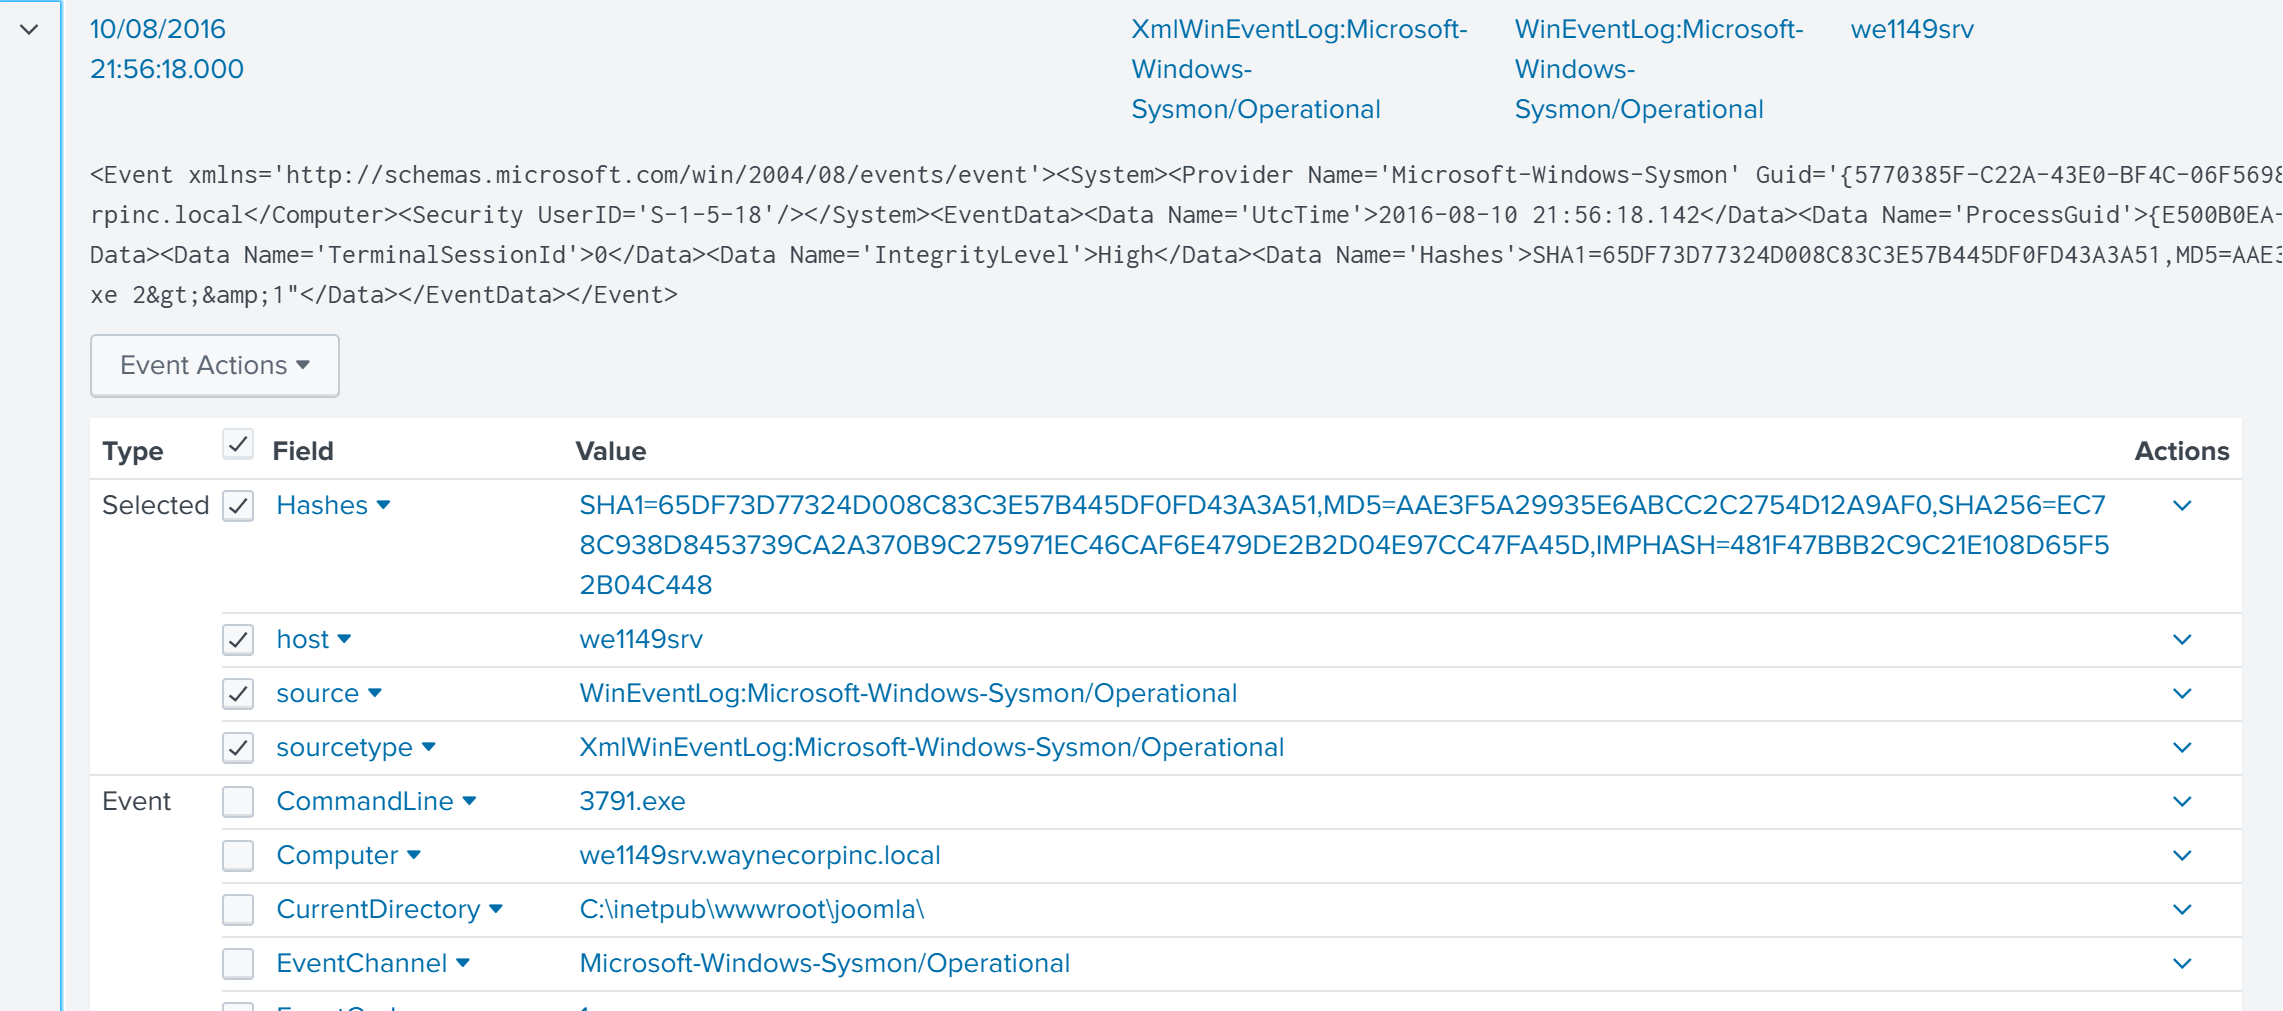 10/08/2016 XmlWinEventLog:Microsoft- WinEventLog:Microsoft- we1149srv
21:56:18.000 Windows- Windows-
Sysmon/Operational Sysmon/Operational
<Event xmlns='http://schemas.microsoft.com/win/2004/08/events/event'><System><Provider Name='Microsoft-Windows-Sysmon' Guid='{5770385F-C22A-43E0-BF4C-06F5698
rpinc.local</Computer><Security UserID='S-1-5-18'/></System><EventData><Data Name='UtcTime'>2016-08-10 21:56:18.142</Data><Data Name='ProcessGuid'>{E500B0EA-
Data><Data Name='TerminalSessionId'>0</Data><Data Name='IntegrityLevel'>High</Data><Data Name='Hashes'>SHA1=65DF73D77324D008C83C3E57B445DF0FD43A3A51,MD5=AAE3
xe 2&gt;&amp;1"</Data></EventData></Event>
Event Actions
Type Field Value Actions
Selected Hashes SHA1=65DF73D77324D008C83C3E57B445DF0FD43A3A51,MD5=AAE3F5A29935E6ABCC2C2754D12A9AF0,SHA256=EC7
8C938D8453739CA2A370B9C275971EC46CAF6E479DE2B2D04E97CC47FA45D,IMPHASH=481F47BBB2C9C21E108D65F5
2B04C448
host we1149srv
source WinEventLog:Microsoft-Windows-Sysmon/Operational
sourcetype XmlWinEventLog:Microsoft-Windows-Sysmon/Operational
Event CommandLine 3791.exe
Computer we1149srv.waynecorpinc.local
CurrentDirectory C:\inetpub\wwwroot\joomla\
EventChannel Microsoft-Windows-Sysmon/Operational